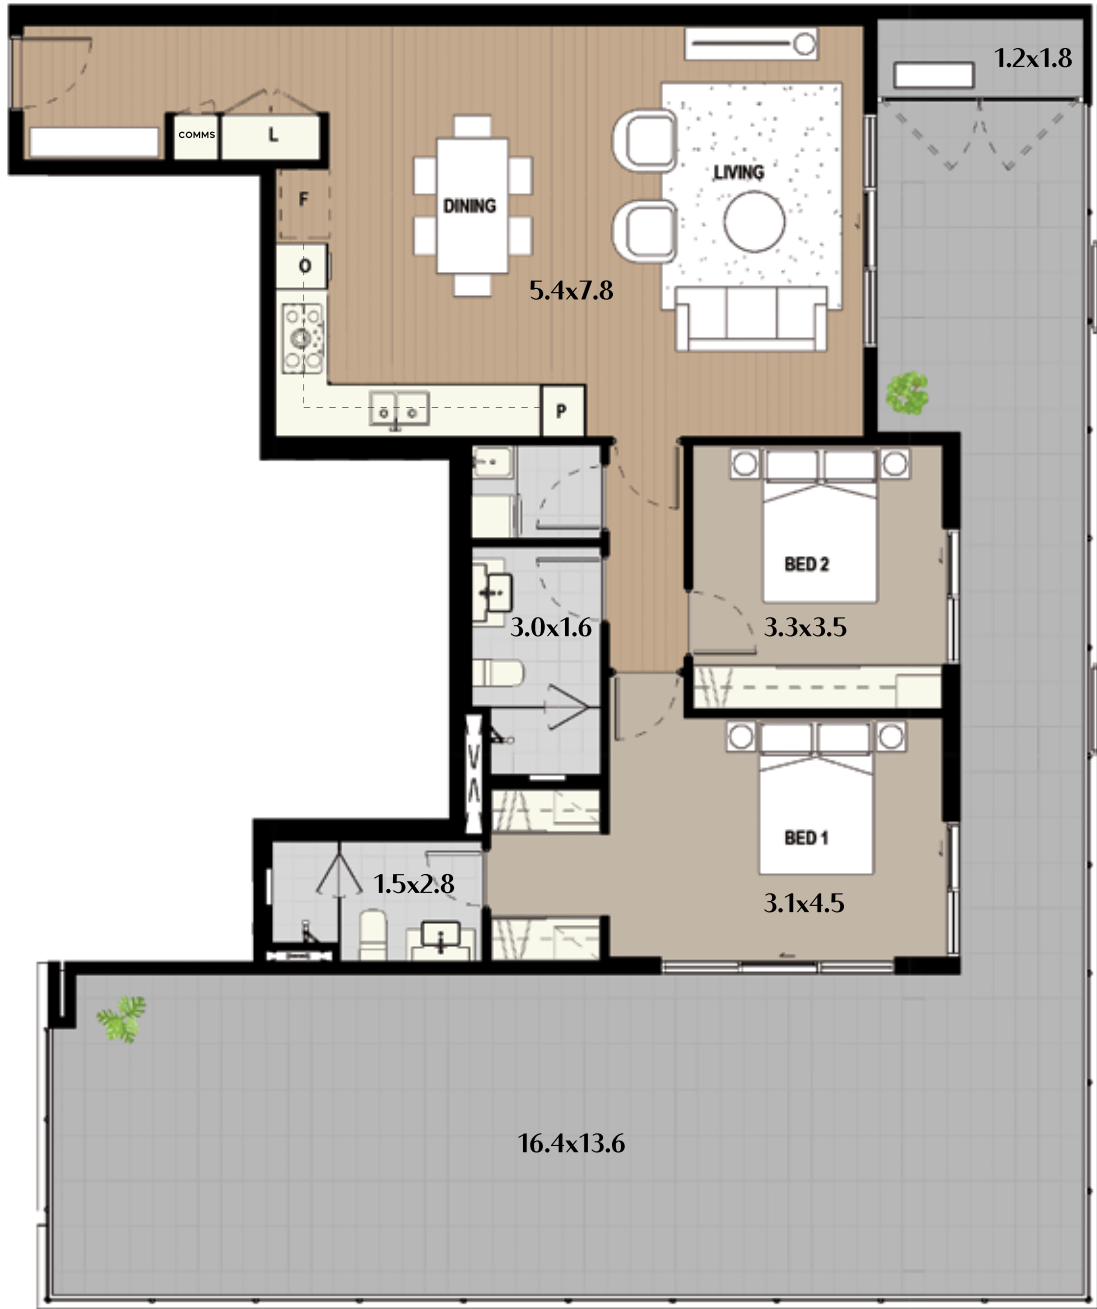 1.2x1.8
COMMS
L
LIVING
F
DINING
O
5.4x7.8
P
BED 2
3.0x1.6
3.3x3.5
BED 1
1.5x2.8
3.1x4.5
16.4x13.6